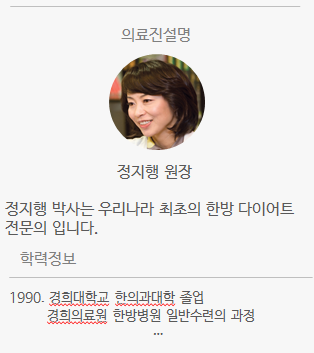 의료진설명
정지행 원장
정지행 박사는 우리나라 최초의 한방 다이어트
전문의 입니다.
학력정보
1990. 경희대학교 한의과대학 졸업
경희의료원 한방병원 일반수련의 과정
...